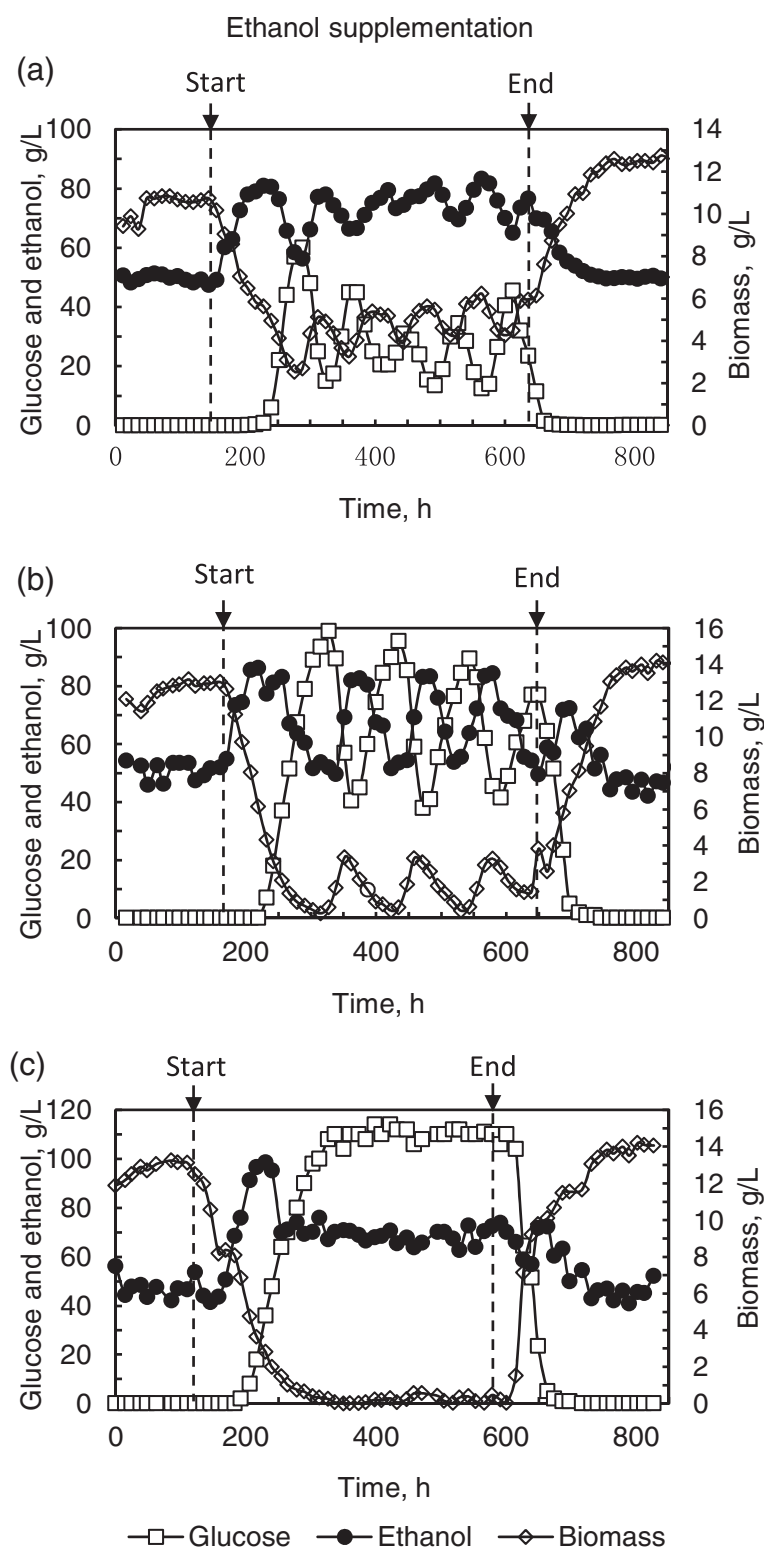 Ethanol supplementation
(a)
Start
End
Glucose and ethanol, g/L
100
80
60
40
20
0
14
12
10
8
6
4
2
0
Biomass, g/L
0 200 400 600 800
Time, h
(b)
Start
End
Glucose and ethanol, g/L
100
80
60
40
20
0
16
14
12
10
8
6
4
2
0
Biomass, g/L
0 200 400 600 800
Time, h
(c)
Start
End
Glucose and ethanol, g/L
120
100
80
60
40
20
0
16
14
12
10
8
6
4
2
0
Biomass, g/L
0 200 400 600 800
Time, h
Glucose Ethanol Biomass